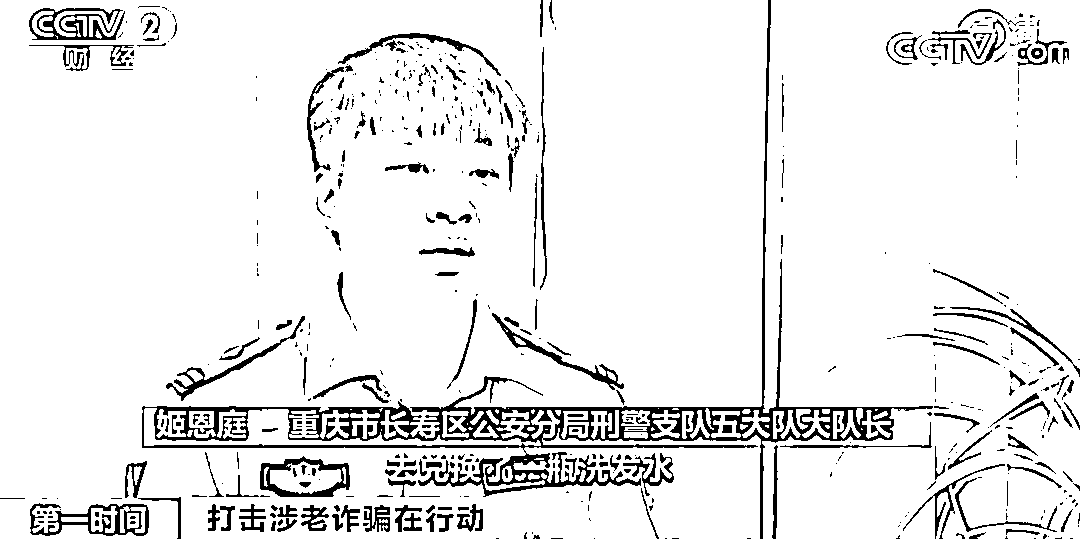 CCTV 2
财经
CCTV com
姬恩庭 重庆市长寿区公安分局刑警支队五大队大队长
去兑换了一瓶洗发水
第一时间
打击涉老诈骗在行动